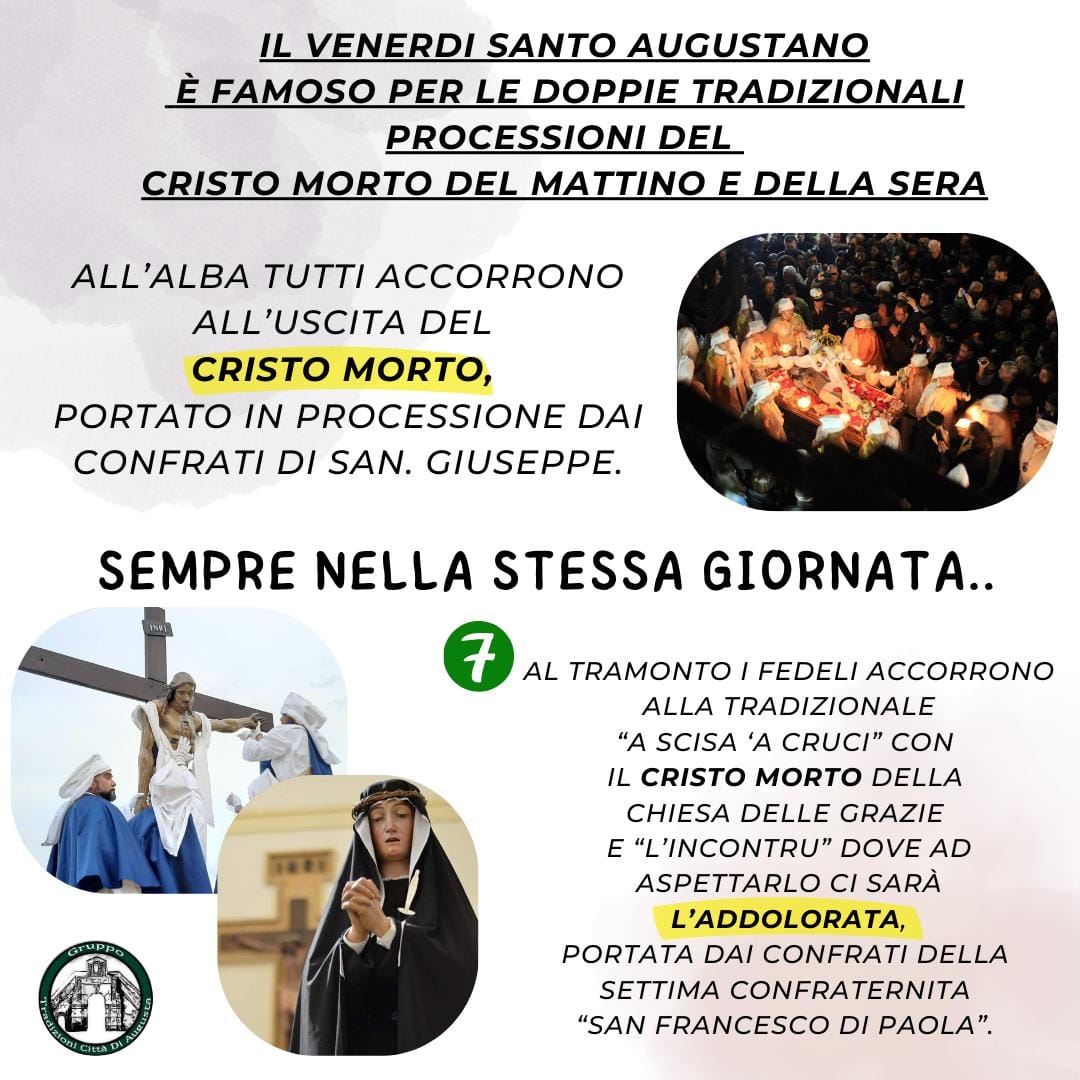 IL VENERDI SANTO AUGUSTANO
È FAMOSO PER LE DOPPIE TRADIZIONALI
PROCESSIONI DEL
CRISTO MORTO DEL MATTINO E DELLA SERA
ALL’ALBA TUTTI ACCORRONO
ALL’USCITA DEL
CRISTO MORTO,
PORTATO IN PROCESSIONE DAI
CONFRATI DI SAN. GIUSEPPE.
SEMPRE NELLA STESSA GIORNATA..
INRI
7
AL TRAMONTO I FEDELI ACCORRONO
ALLA TRADIZIONALE
“A SCISA ‘A CRUCI” CON
IL CRISTO MORTO DELLA
CHIESA DELLE GRAZIE
E “L’INCONTRU” DOVE AD
ASPETTARLO CI SARÀ
L’ADDOLORATA,
PORTATA DAI CONFRATI DELLA
SETTIMA CONFRATERNITA
“SAN FRANCESCO DI PAOLA”.
Gruppo
Tradizioni Città Di Augusta